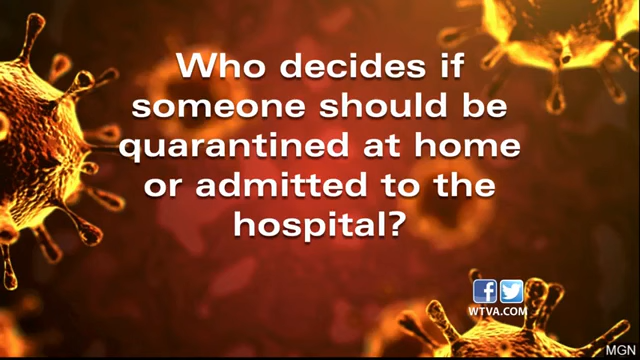 Who decides if
someone should be
quarantined at home
or admitted to the
hospital?
WTVA.COM
MGN